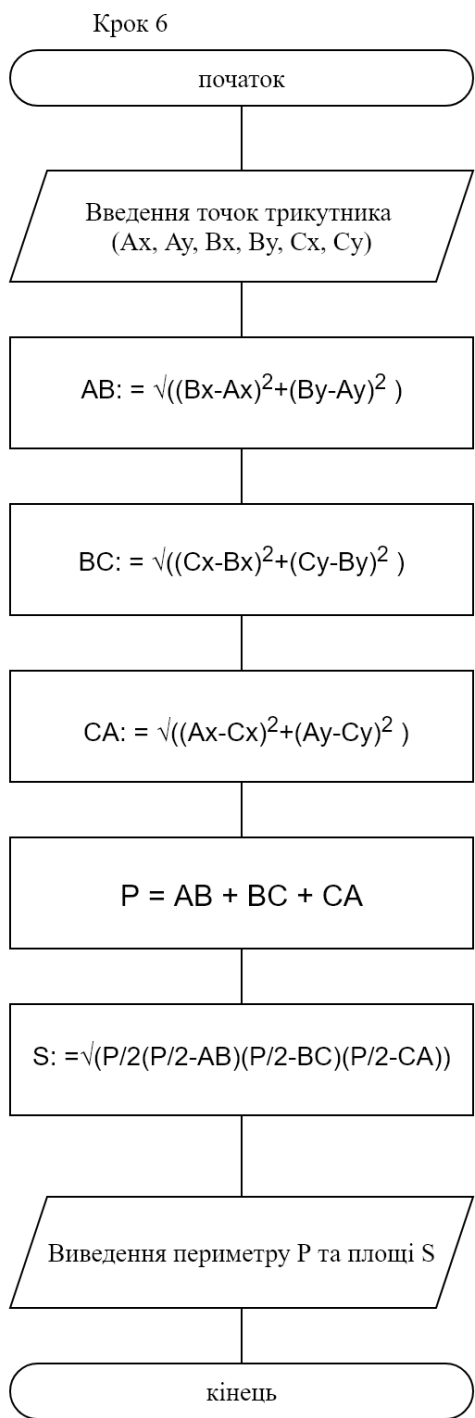 Крок 6
початок
Введення точок трикутника
(Ax, Ay, Bx, By, Cx, Cy)
AB: = √((Bx-Ax)²+(By-Ay)² )
BC: = √((Cx-Bx)²+(Cy-By)² )
CA: = √((Ax-Cx)²+(Ay-Cy)² )
P = AB + BC + CA
S: =√(P/2(P/2-AB)(P/2-BC)(P/2-CA))
Виведення периметру P та площі S
кінець